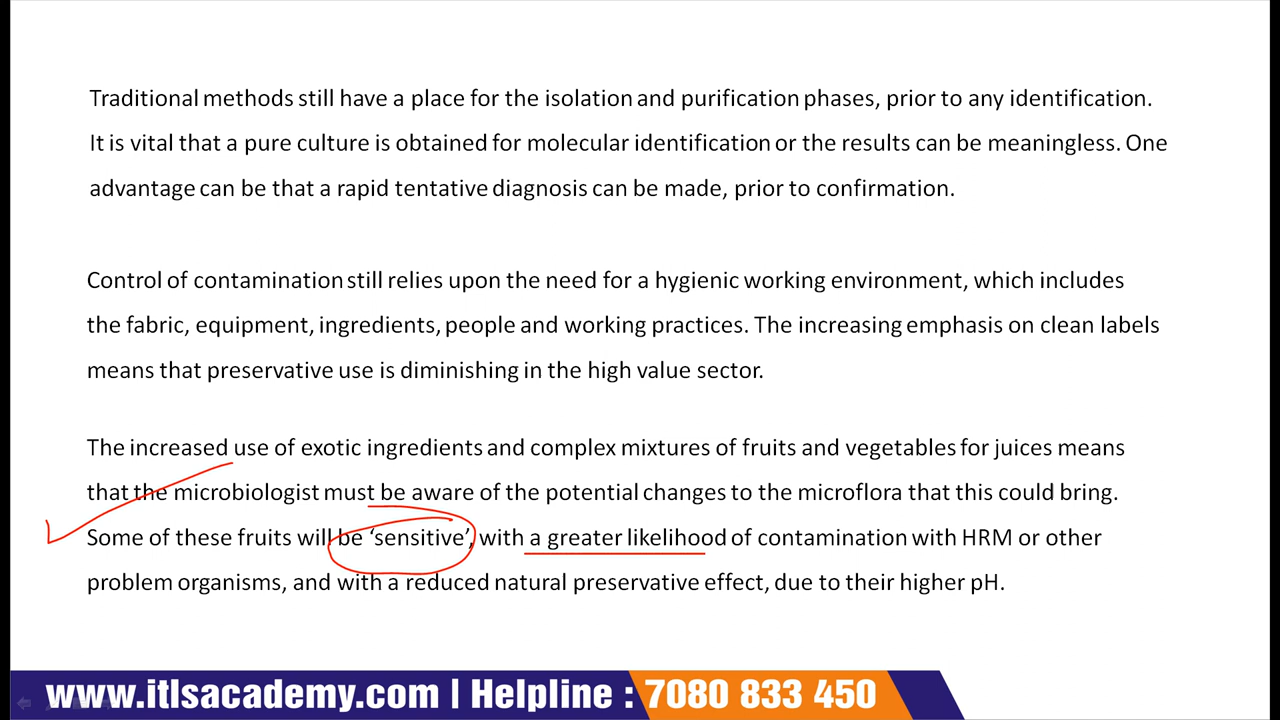 Traditional methods still have a place for the isolation and purification phases, prior to any identification.
It is vital that a pure culture is obtained for molecular identification or the results can be meaningless. One
advantage can be that a rapid tentative diagnosis can be made, prior to confirmation.
Control of contamination still relies upon the need for a hygienic working environment, which includes
the fabric, equipment, ingredients, people and working practices. The increasing emphasis on clean labels
means that preservative use is diminishing in the high value sector.
The increased use of exotic ingredients and complex mixtures of fruits and vegetables for juices means
that the microbiologist must be aware of the potential changes to the microflora that this could bring.
Some of these fruits will be ‘sensitive’, with a greater likelihood of contamination with HRM or other
problem organisms, and with a reduced natural preservative effect, due to their higher pH.
www.itlsacademy.com | Helpline : 7080 833 450